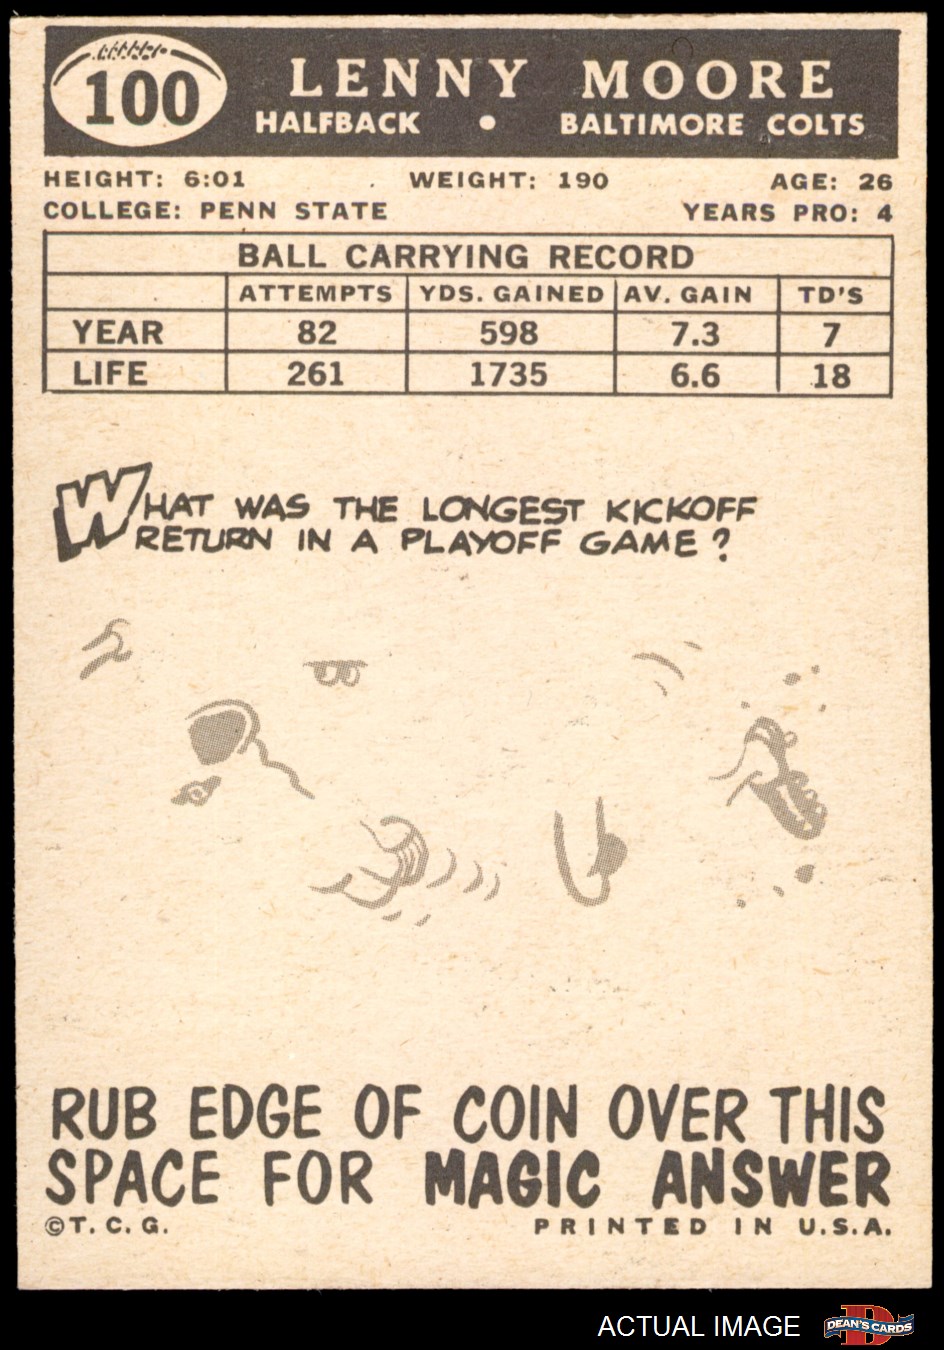 100
LENNY MOORE
HALFBACK • BALTIMORE COLTS
HEIGHT: 6:01 WEIGHT: 190 AGE: 26
COLLEGE: PENN STATE YEARS PRO: 4
BALL CARRYING RECORD
ATTEMPTS YDS. GAINED AV. GAIN TD'S
YEAR 82 598 7.3 7
LIFE 261 1735 6.6 18
WHAT WAS THE LONGEST KICKOFF
RETURN IN A PLAYOFF GAME?
RUB EDGE OF COIN OVER THIS
SPACE FOR MAGIC ANSWER
©T. C. G. PRINTED IN U.S.A.
ACTUAL IMAGE D DEAN'S CARDS